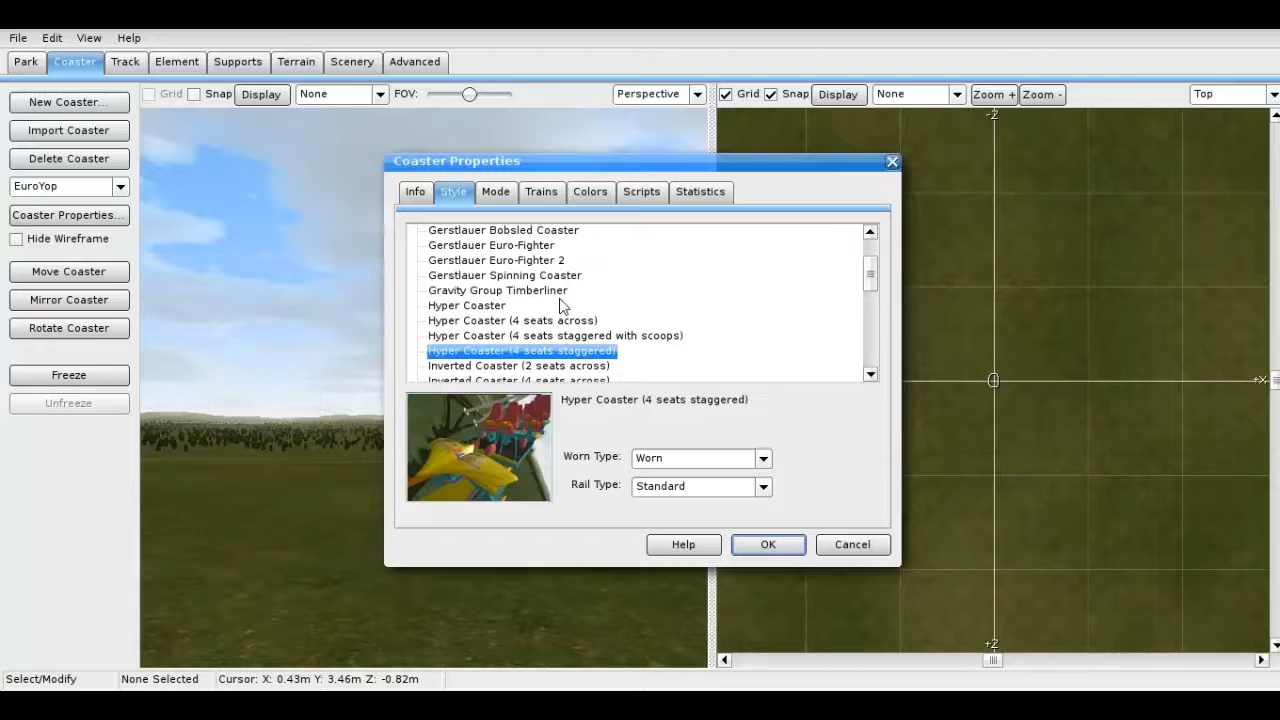 File Edit View Help
Park Coaster Track Element Supports Terrain Scenery Advanced
New Coaster...
Import Coaster
Delete Coaster
EuroYop
Coaster Properties...
Hide Wireframe
Move Coaster
Mirror Coaster
Rotate Coaster
Freeze
Unfreeze
Grid Snap Display None FOV: Perspective
Grid Snap Display None Zoom + Zoom - Top
-Z
+X
+Z
Coaster Properties
Info Style Mode Trains Colors Scripts Statistics
Gerstlauer Bobsled Coaster
Gerstlauer Euro-Fighter
Gerstlauer Euro-Fighter 2
Gerstlauer Spinning Coaster
Gravity Group Timberliner
Hyper Coaster
Hyper Coaster (4 seats across)
Hyper Coaster (4 seats staggered with scoops)
Hyper Coaster (4 seats staggered)
Inverted Coaster (2 seats across)
Inverted Coaster (4 seats across)
Hyper Coaster (4 seats staggered)
Worn Type: Worn
Rail Type: Standard
Help OK Cancel
Select/Modify None Selected Cursor: X: 0.43m Y: 3.46m Z: -0.82m